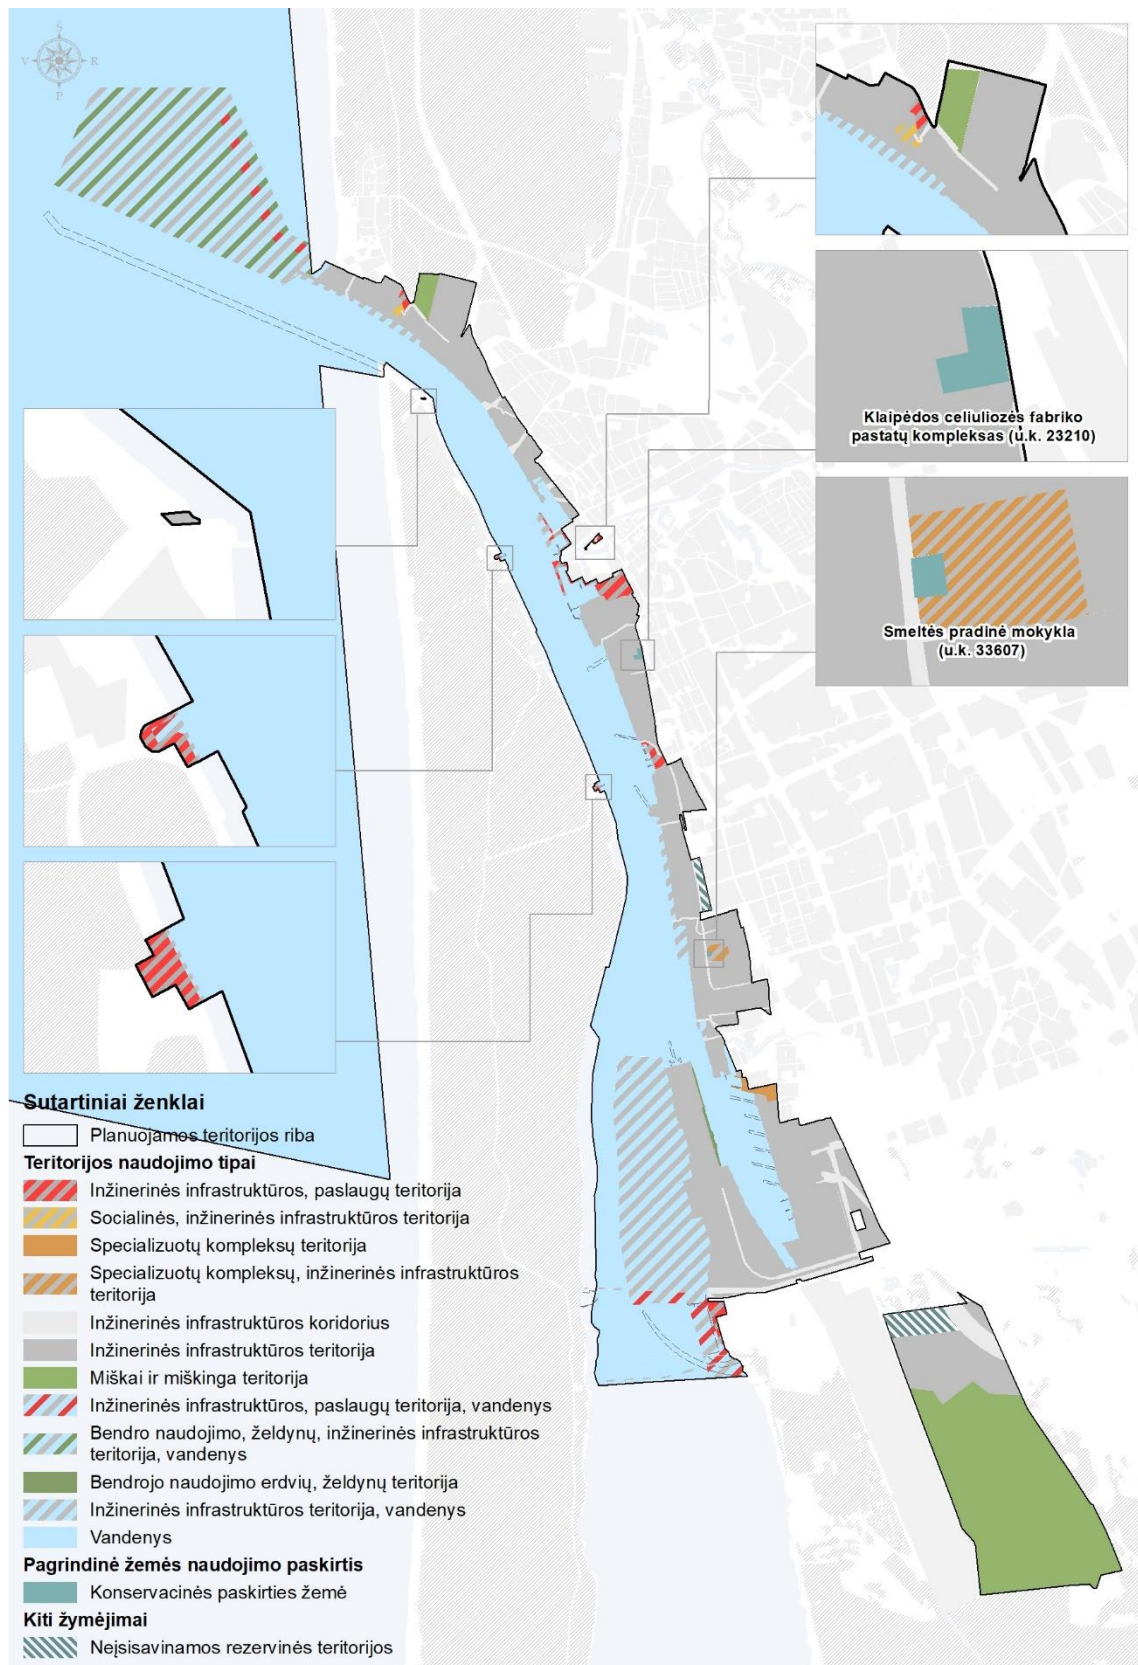 Š
V R
P
Klaipėdos celiuliozės fabriko
pastatų kompleksas (u.k. 23210)
Smeltės pradinė mokykla
(u.k. 33607)
Sutartiniai ženklai
Planuojamos teritorijos riba
Teritorijos naudojimo tipai
Inžinerinės infrastruktūros, paslaugų teritorija
Socialinės, inžinerinės infrastruktūros teritorija
Specializuotų kompleksų teritorija
Specializuotų kompleksų, inžinerinės infrastruktūros
teritorija
Inžinerinės infrastruktūros koridorius
Inžinerinės infrastruktūros teritorija
Miškai ir miškinga teritorija
Inžinerinės infrastruktūros, paslaugų teritorija, vandenys
Bendro naudojimo, želdynų, inžinerinės infrastruktūros
teritorija, vandenys
Bendrojo naudojimo erdvių, želdynų teritorija
Inžinerinės infrastruktūros teritorija, vandenys
Vandenys
Pagrindinė žemės naudojimo paskirtis
Konservacinės paskirties žemė
Kiti žymėjimai
Neįsisavinamos rezervinės teritorijos